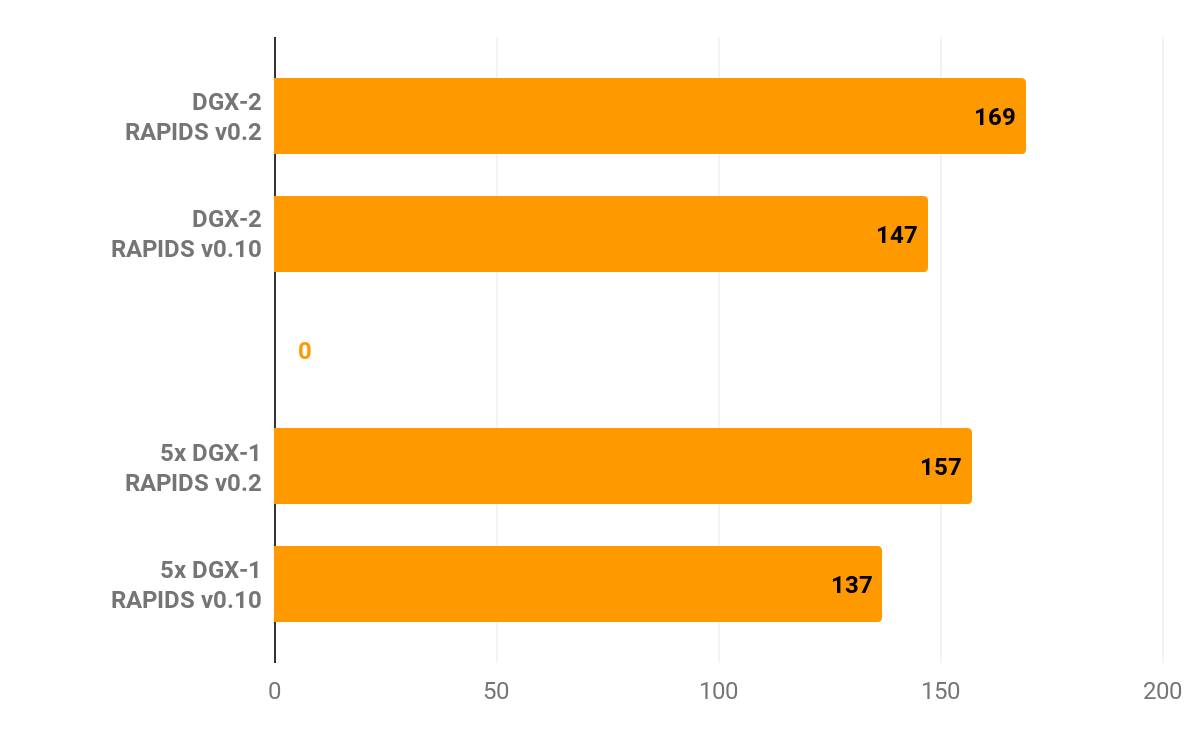 DGX-2
RAPIDS v0.2
169
DGX-2
RAPIDS v0.10
147
0
5x DGX-1
RAPIDS v0.2
157
5x DGX-1
RAPIDS v0.10
137
0 50 100 150 200